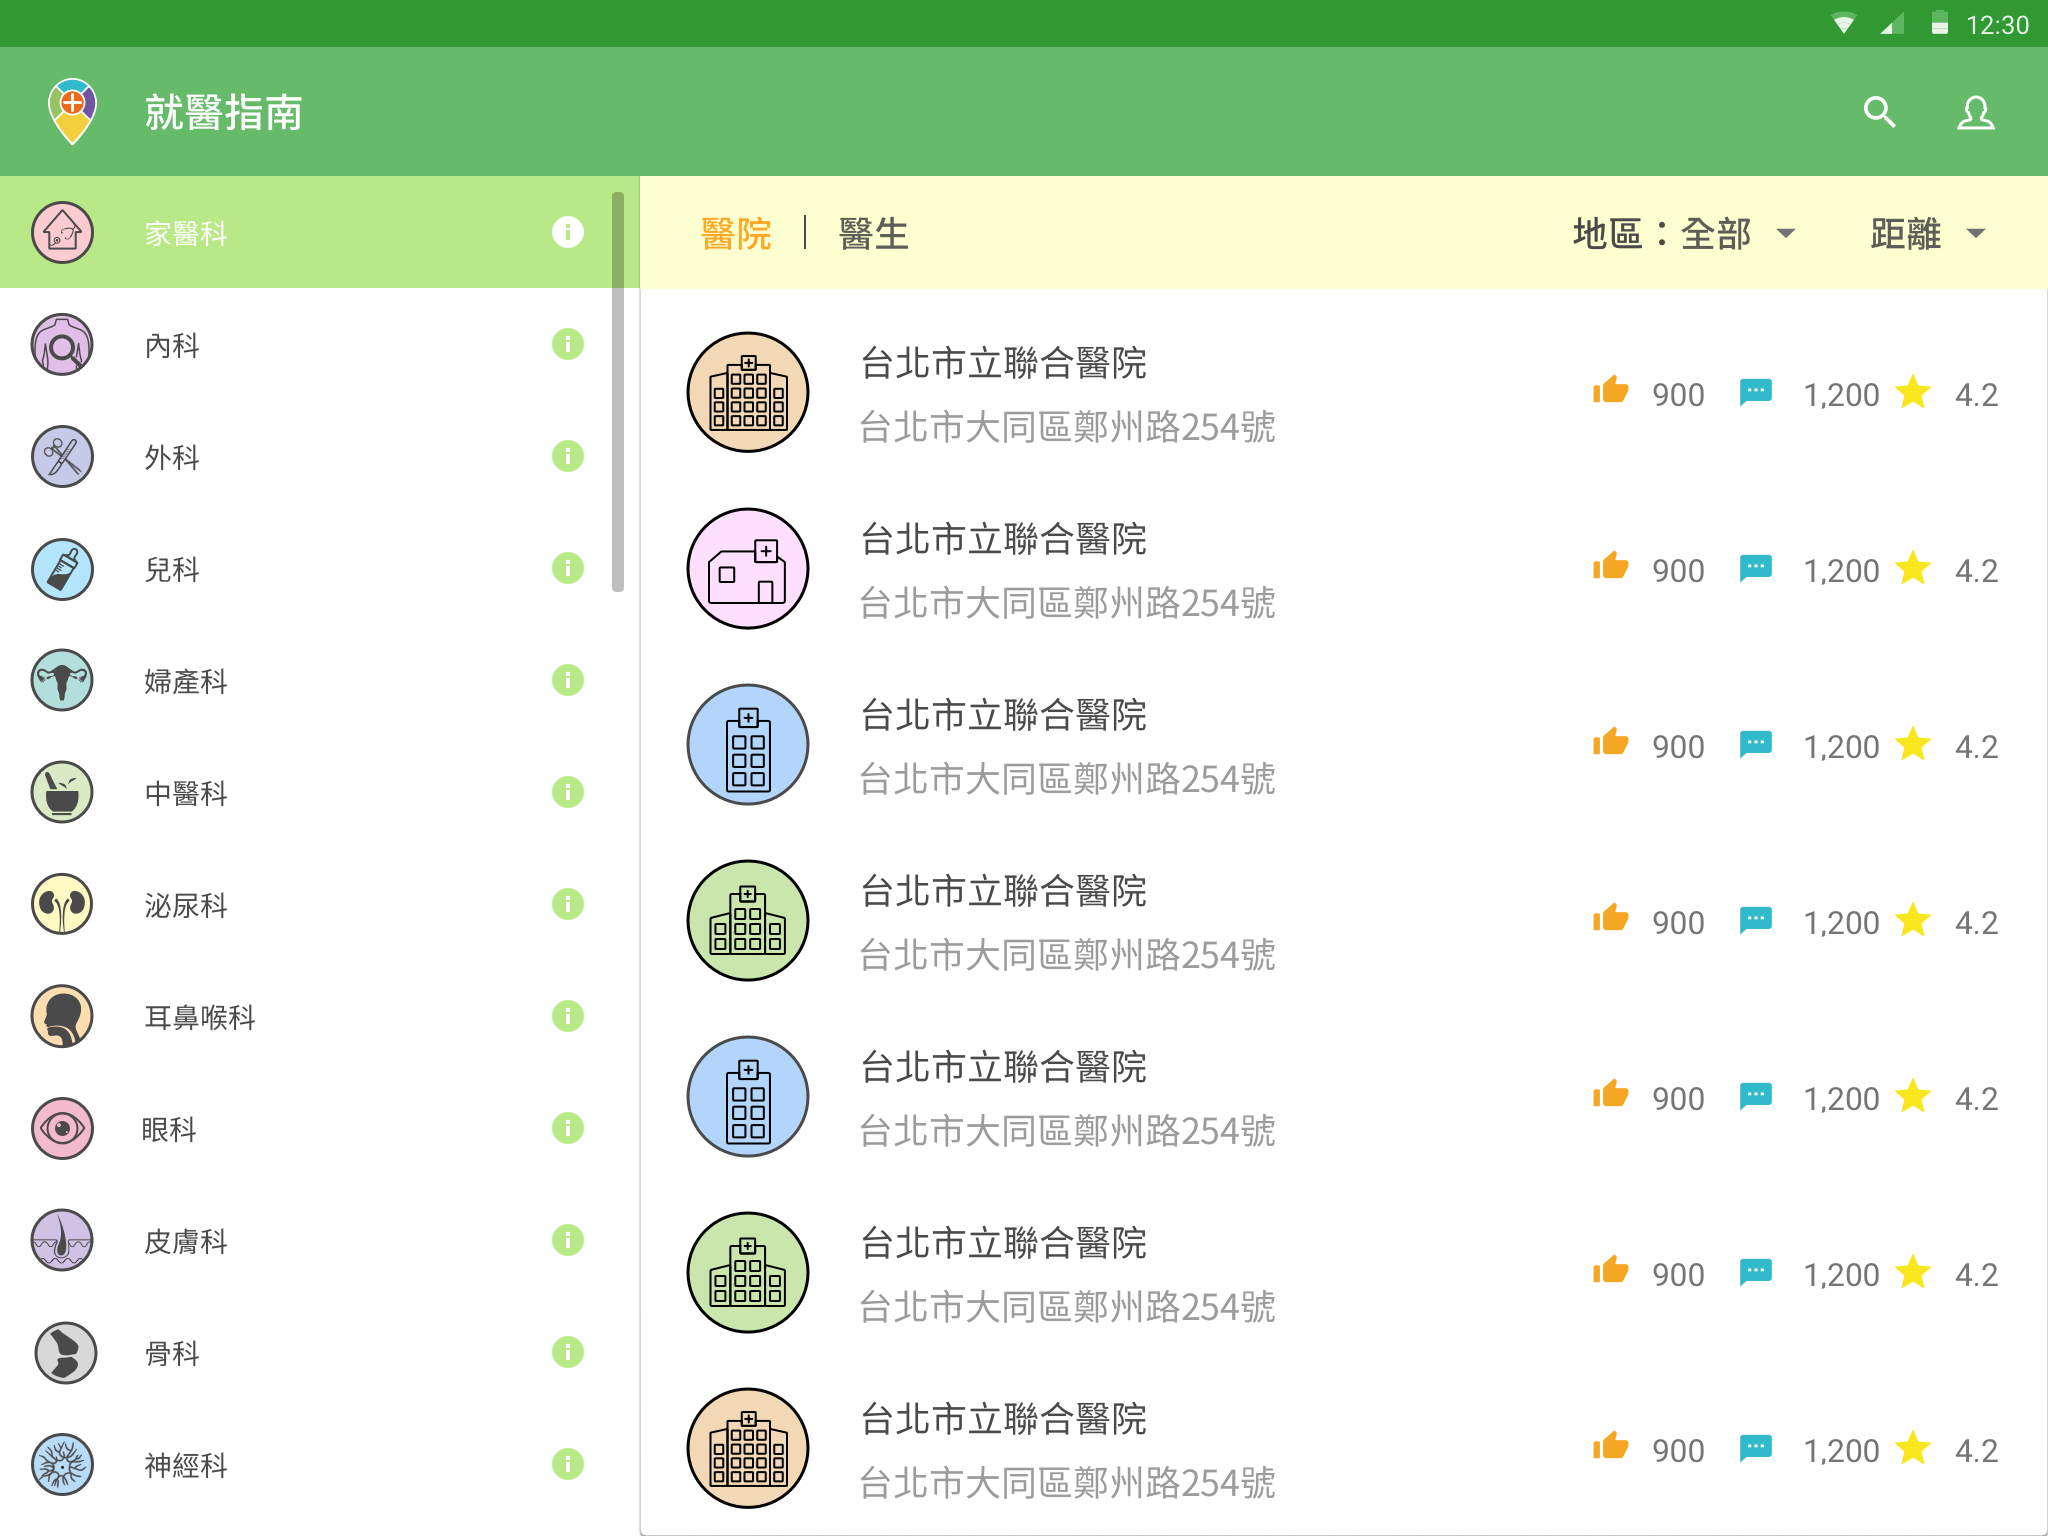 12:30
就醫指南
家醫科
內科
外科
兒科
婦產科
中醫科
泌尿科
耳鼻喉科
眼科
皮膚科
骨科
神經科
醫院 | 醫生 地區：全部 距離
台北市立聯合醫院
台北市大同區鄭州路254號
900 1,200 4.2
台北市立聯合醫院
台北市大同區鄭州路254號
900 1,200 4.2
台北市立聯合醫院
台北市大同區鄭州路254號
900 1,200 4.2
台北市立聯合醫院
台北市大同區鄭州路254號
900 1,200 4.2
台北市立聯合醫院
台北市大同區鄭州路254號
900 1,200 4.2
台北市立聯合醫院
台北市大同區鄭州路254號
900 1,200 4.2
台北市立聯合醫院
台北市大同區鄭州路254號
900 1,200 4.2